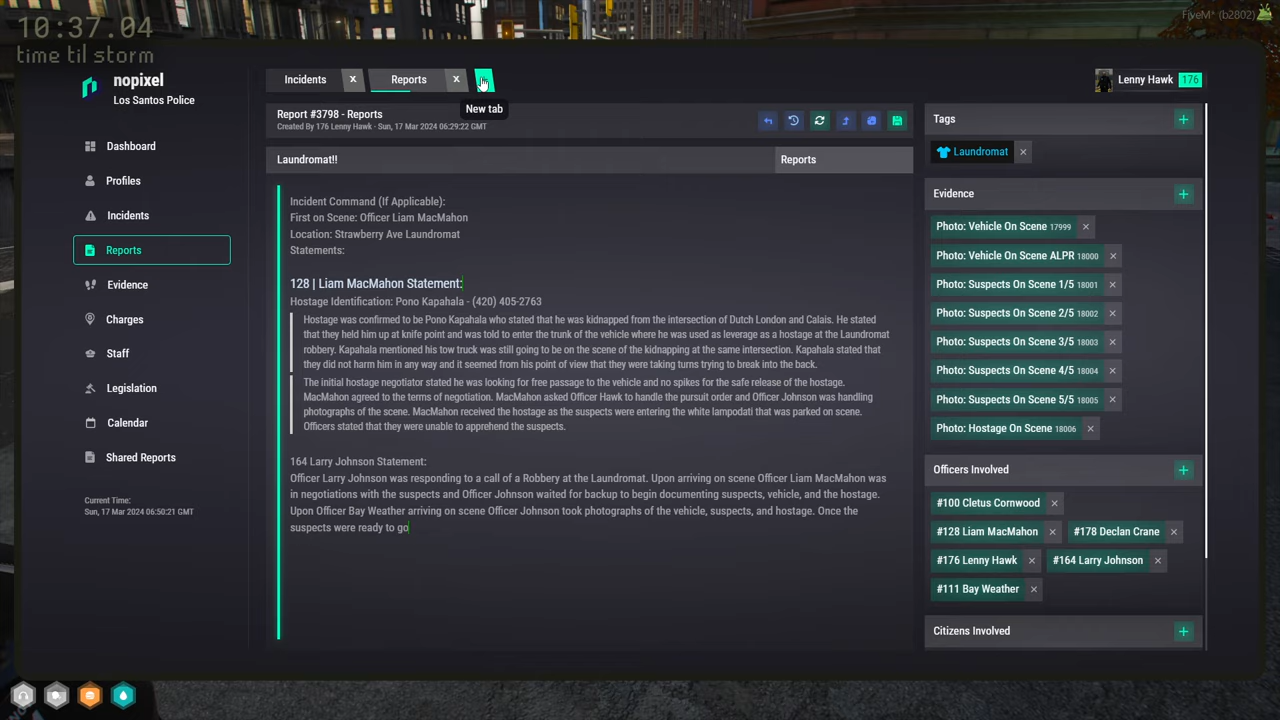 10:37.04
time til storm
FiveM* (b2802)
nopixel
Los Santos Police
Incidents
x
Reports
x
New tab
Lenny Hawk
176
Dashboard
Profiles
Incidents
Reports
Evidence
Charges
Staff
Legislation
Calendar
Shared Reports
Current Time:
Sun, 17 Mar 2024 06:50:21 GMT
Report #3798 - Reports
Created By 176 Lenny Hawk - Sun, 17 Mar 2024 06:29:22 GMT
Laundromat!!
Reports
Incident Command (If Applicable):
First on Scene: Officer Liam MacMahon
Location: Strawberry Ave Laundromat
Statements:
128 | Liam MacMahon Statement:
Hostage Identification: Pono Kapahala - (420) 405-2763
Hostage was confirmed to be Pono Kapahala who stated that he was kidnapped from the intersection of Dutch London and Calais. He stated
that they held him up at knife point and was told to enter the trunk of the vehicle where he was used as leverage as a hostage at the Laundromat
robbery. Kapahala mentioned his tow truck was still going to be on the scene of the kidnapping at the same intersection. Kapahala stated that
they did not harm him in any way and it seemed from his point of view that they were taking turns trying to break into the back.
The initial hostage negotiator stated he was looking for free passage to the vehicle and no spikes for the safe release of the hostage.
MacMahon agreed to the terms of negotiation. MacMahon asked Officer Hawk to handle the pursuit order and Officer Johnson was handling
photographs of the scene. MacMahon received the hostage as the suspects were entering the white lampodati that was parked on scene.
Officers stated that they were unable to apprehend the suspects.
164 Larry Johnson Statement:
Officer Larry Johnson was responding to a call of a Robbery at the Laundromat. Upon arriving on scene Officer Liam MacMahon was
in negotiations with the suspects and Officer Johnson waited for backup to begin documenting suspects, vehicle, and the hostage.
Upon Officer Bay Weather arriving on scene Officer Johnson took photographs of the vehicle, suspects, and hostage. Once the
suspects were ready to go
Tags
Laundromat
x
Evidence
Photo: Vehicle On Scene 17999 x
Photo: Vehicle On Scene ALPR 18000 x
Photo: Suspects On Scene 1/5 18001 x
Photo: Suspects On Scene 2/5 18002 x
Photo: Suspects On Scene 3/5 18003 x
Photo: Suspects On Scene 4/5 18004 x
Photo: Suspects On Scene 5/5 18005 x
Photo: Hostage On Scene 18006 x
Officers Involved
#100 Cletus Cornwood x
#128 Liam MacMahon x #178 Declan Crane x
#176 Lenny Hawk x #164 Larry Johnson x
#111 Bay Weather x
Citizens Involved